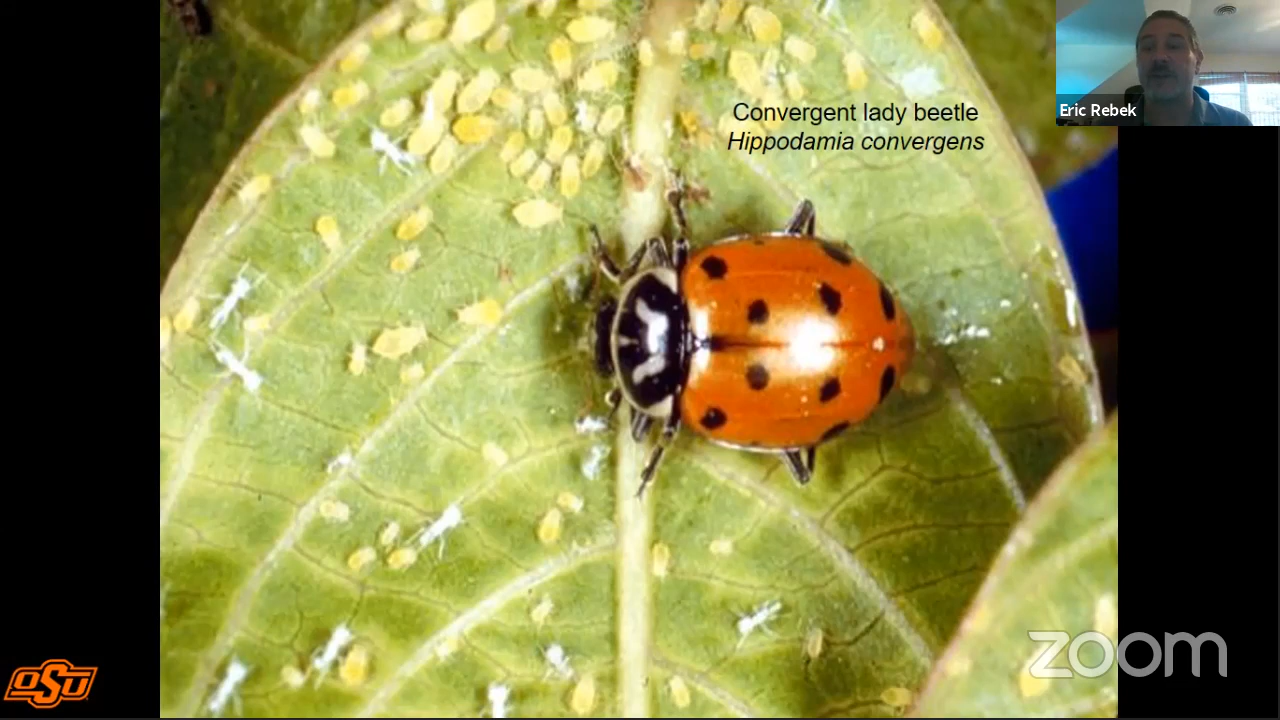 Convergent lady beetle
Hippodamia convergens
Eric Rebek
zoom
OSU